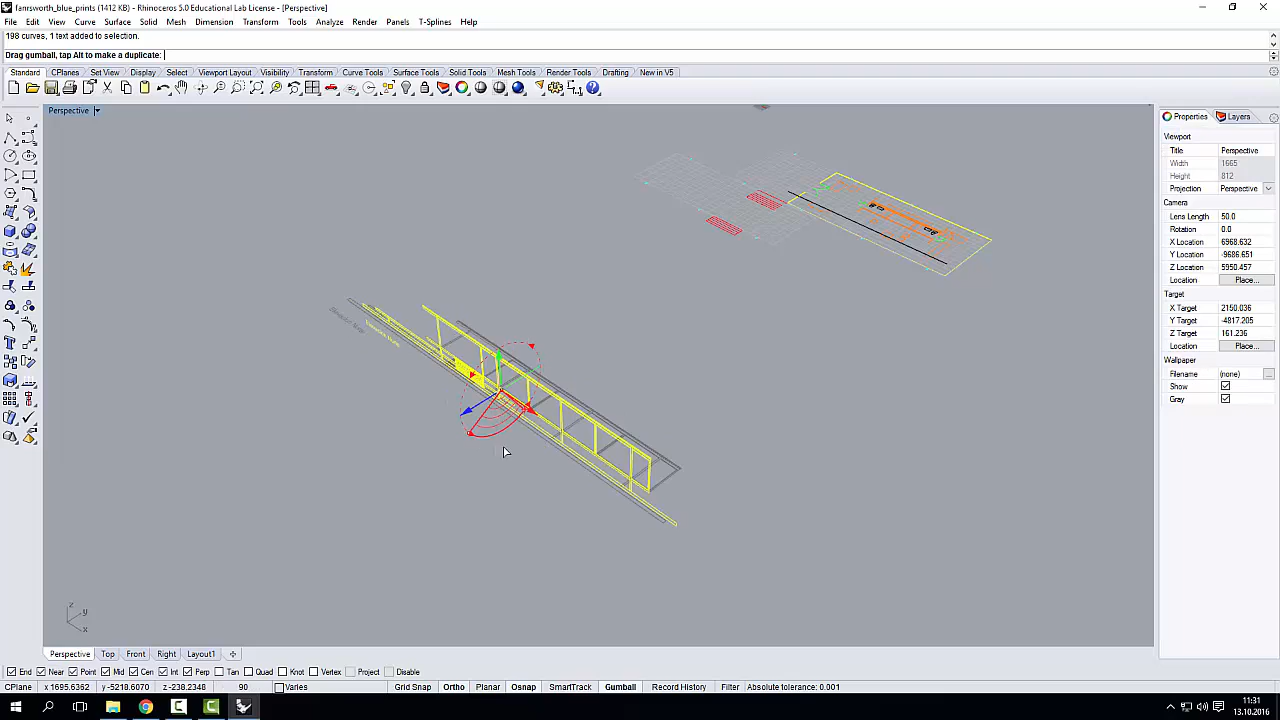 farrsworth_blue_prints (1412 KB) - Rhinoceros 5.0 Educational Lab License - [Perspective]
File Edit View Curve Surface Solid Mesh Dimension Transform Tools Analyze Render Panels T-Splines Help
198 curves, 1 text added to selection.
Drag gumball, tap Alt to make a duplicate:
Standard CPlanes Set View Display Select Viewport Layout Visibility Transform Curve Tools Surface Tools Solid Tools Mesh Tools Render Tools Drafting New in V5
Perspective
Properties Layers
Viewport
Title Perspective
Width 1665
Height 812
Projection Perspective
Camera
Lens Length 50.0
Rotation 0.0
X Location 6968.632
Y Location -9686.651
Z Location 5950.457
Location Place...
Target
X Target 2150.036
Y Target -4817.205
Z Target 161.236
Location Place...
Wallpaper
Filename (none) ...
Show
Gray
z
y
x
Perspective Top Front Right Layout1
End Near Point Mid Cen Int Perp Tan Quad Knot Vertex Project Disable
CPlane x 1695.6362 y -5218.6070 z -238.2348 90 Varies Grid Snap Ortho Planar Osnap SmartTrack Gumball Record History Filter Absolute tolerance: 0.001
11:31
13.10.2016